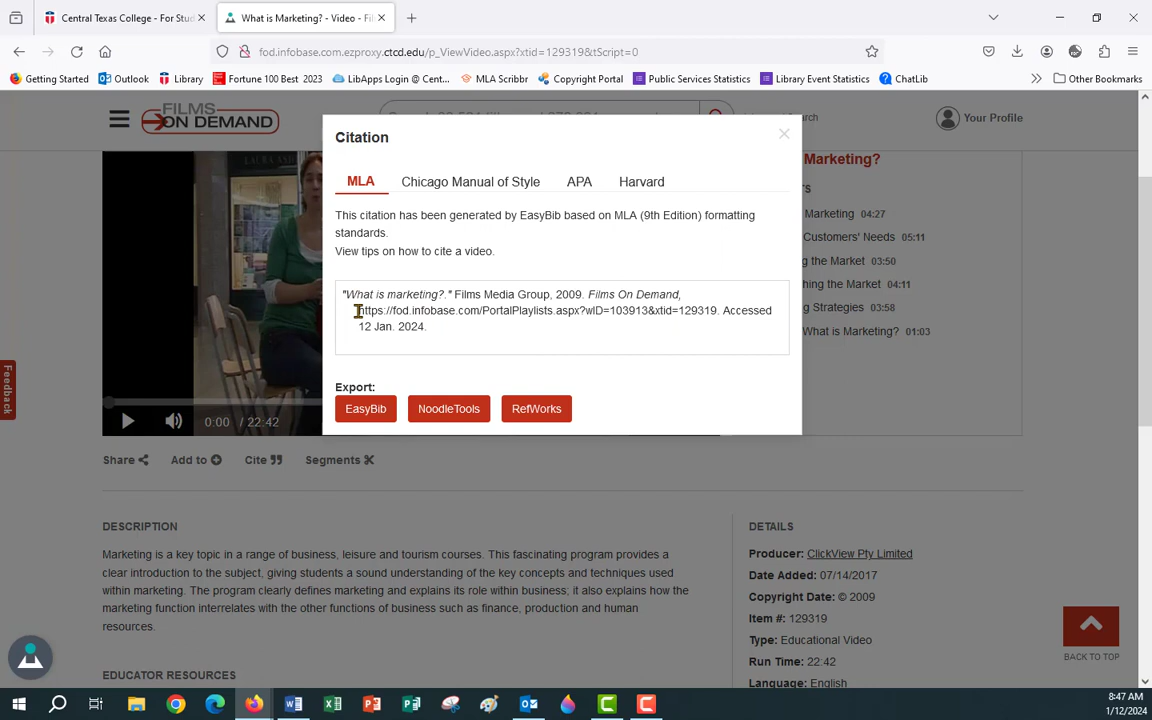 Central Texas College - For Stud
What is Marketing? - Video - Fil
fod.infobase.com.ezproxy.ctcd.edu/p_ViewVideo.aspx?xtid=129319&tScript=0
Getting Started Outlook Library Fortune 100 Best 2023 LibApps Login @ Cent... MLA Scribbr Copyright Portal Public Services Statistics Library Event Statistics ChatLib Other Bookmarks
FILMS
ON DEMAND
Your Profile
Citation
MLA Chicago Manual of Style APA Harvard
This citation has been generated by EasyBib based on MLA (9th Edition) formatting
standards.
View tips on how to cite a video.
"What is marketing?." Films Media Group, 2009. Films On Demand,
https://fod.infobase.com/PortalPlaylists.aspx?wID=103913&xtid=129319. Accessed
12 Jan. 2024.
Export:
EasyBib NoodleTools RefWorks
Marketing?
Marketing 04:27
Customers' Needs 05:11
the Market 03:50
the Market 04:11
Strategies 03:58
What is Marketing? 01:03
0:00 / 22:42
Feedback
Share Add to Cite Segments
DESCRIPTION
Marketing is a key topic in a range of business, leisure and tourism courses. This fascinating program provides a
clear introduction to the subject, giving students a sound understanding of the key concepts and techniques used
within marketing. The program clearly defines marketing and explains its role within business; it also explains how the
marketing function interrelates with the other functions of business such as finance, production and human
resources.
EDUCATOR RESOURCES
DETAILS
Producer: ClickView Pty Limited
Date Added: 07/14/2017
Copyright Date: © 2009
Item #: 129319
Type: Educational Video
Run Time: 22:42
Language: English
BACK TO TOP
8:47 AM
1/12/2024